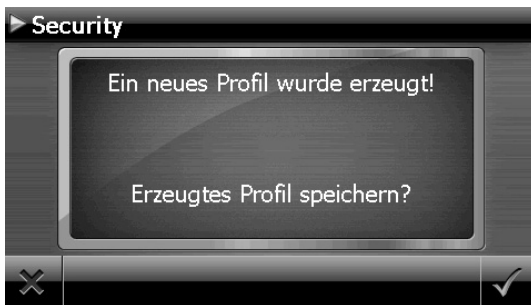 Security
Ein neues Profil wurde erzeugt!
Erzeugtes Profil speichern?